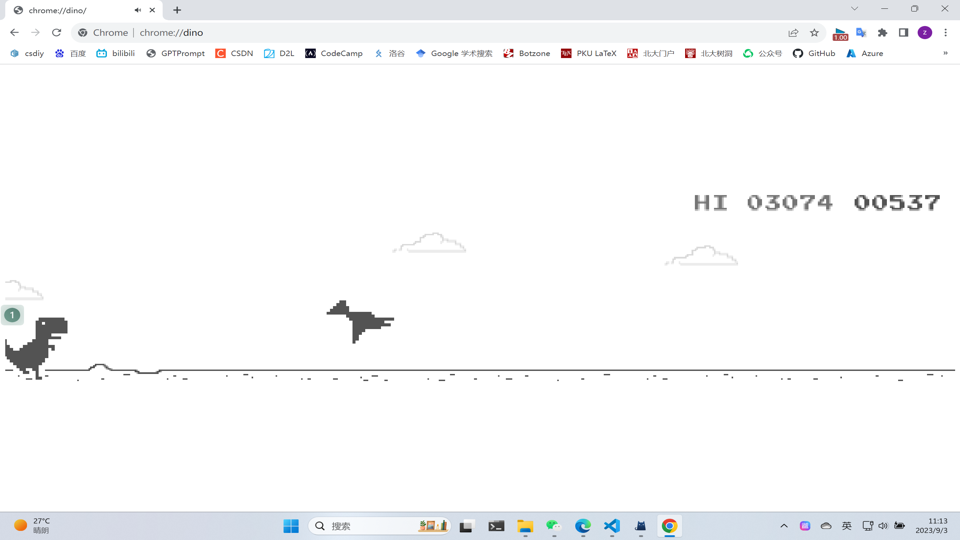 chrome://dino/
Chrome | chrome://dino
1.00
z
csdiy 百度 bilibili GPTPrompt CSDN D2L CodeCamp 洛谷 Google 学术搜索 Botzone PKU LaTeX 北大门户 北大树洞 公众号 GitHub Azure »
HI 03074 00537
1
27°C
晴朗
搜索
英
11:13
2023/9/3